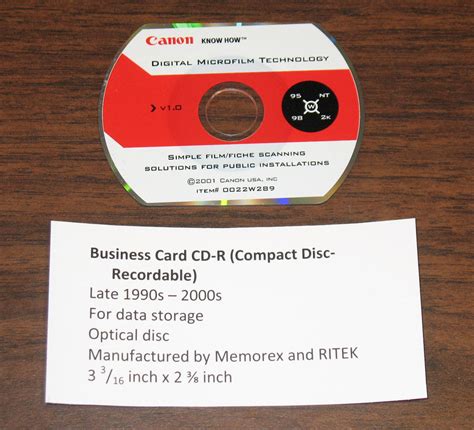 Canon KNOW HOW™
DIGITAL MICROFILM TECHNOLOGY
> V1.0
95 NT
W
98 2K
SIMPLE FILM/FICHE SCANNING
SOLUTIONS FOR PUBLIC INSTALLATIONS
©2001 CANON USA, INC
ITEM# 0022W289
Business Card CD-R (Compact Disc-
Recordable)
Late 1990s – 2000s
For data storage
Optical disc
Manufactured by Memorex and RITEK
3 3/16 inch x 2 ⅜ inch